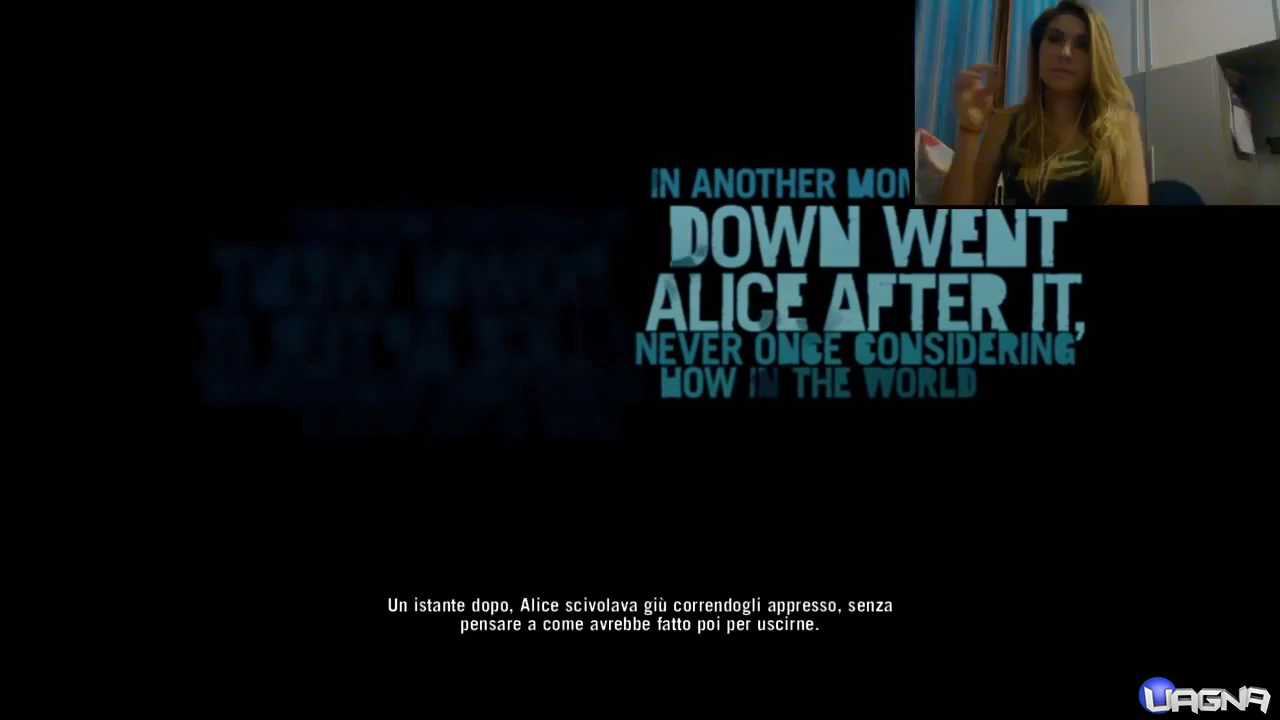 IN ANOTHER MOM
DOWN WENT
ALICE AFTER IT,
NEVER ONCE CONSIDERING
HOW IN THE WORLD
Un istante dopo, Alice scivolava giù correndogli appresso, senza
pensare a come avrebbe fatto poi per uscirne.
UAGNA